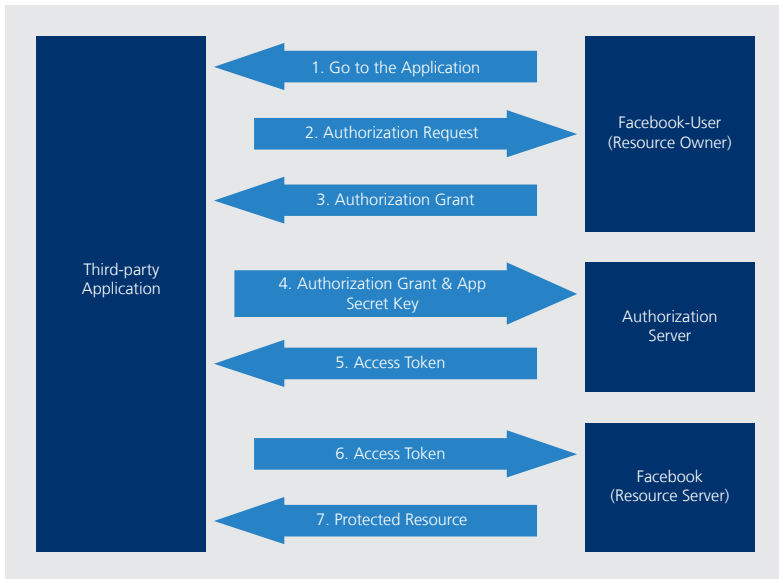 1. Go to the Application
Facebook-User
(Resource Owner)
2. Authorization Request
3. Authorization Grant
Third-party
Application
4. Authorization Grant & App
Secret Key
Authorization
Server
5. Access Token
6. Access Token
Facebook
(Resource Server)
7. Protected Resource